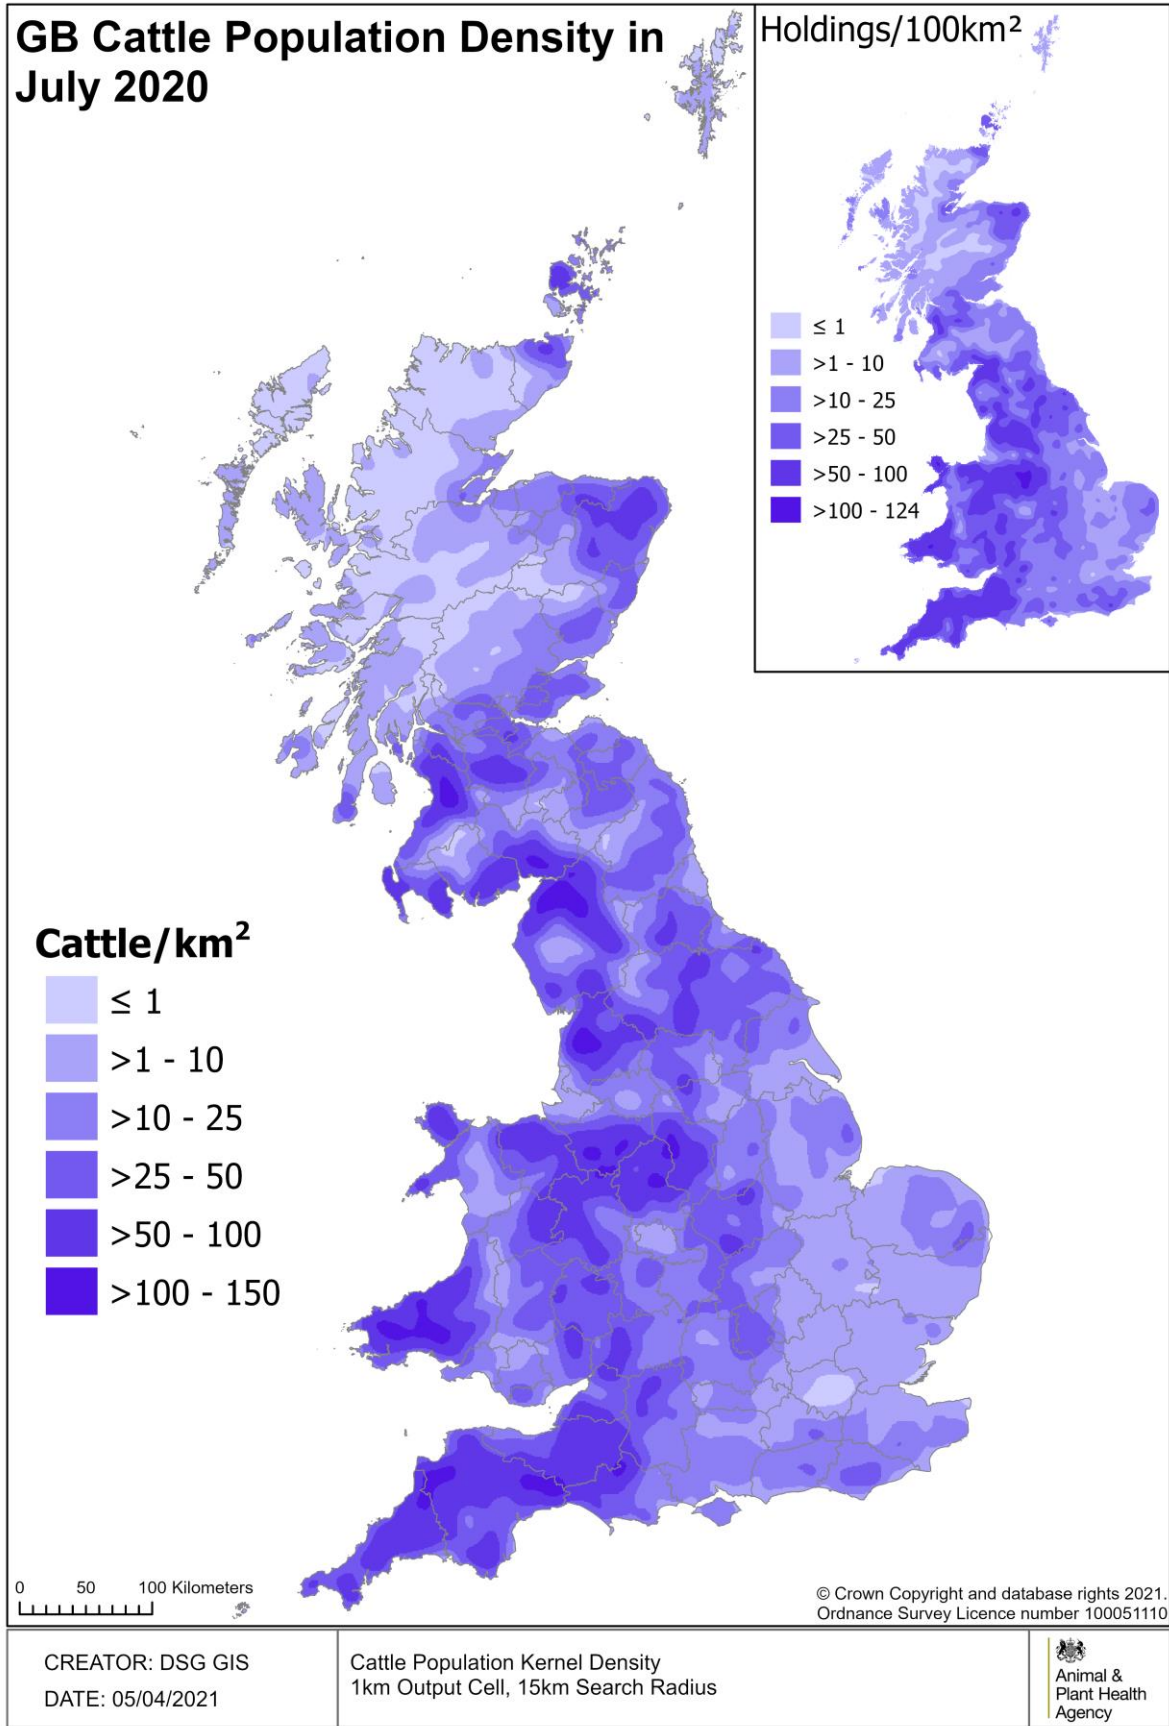 GB Cattle Population Density in
July 2020
Holdings/100km²
≤ 1
>1 - 10
>10 - 25
>25 - 50
>50 - 100
>100 - 124
Cattle/km²
≤ 1
>1 - 10
>10 - 25
>25 - 50
>50 - 100
>100 - 150
0 50 100 Kilometers
© Crown Copyright and database rights 2021.
Ordnance Survey Licence number 100051110
CREATOR: DSG GIS
DATE: 05/04/2021
Cattle Population Kernel Density
1km Output Cell, 15km Search Radius
Animal &
Plant Health
Agency